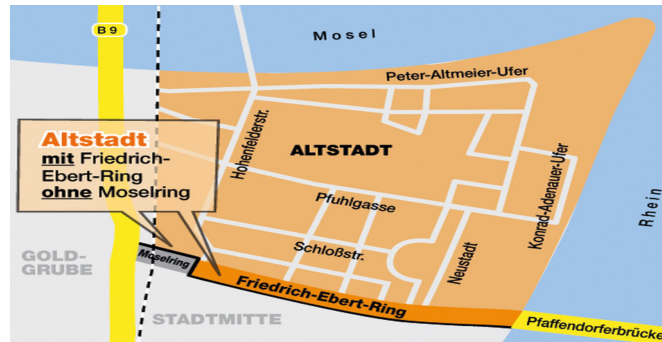 B 9
Mosel
Peter-Altmeier-Ufer
Altstadt
mit Friedrich-
Ebert-Ring
ohne Moselring
Hohenfelderstr.
ALTSTADT
Konrad-Adenauer-Ufer
Rhein
Pfuhlgasse
Schloßstr.
Neustadt
GOLD-
GRUBE
Moselring
Friedrich-Ebert-Ring
STADTMITTE
Pfaffendorferbrücke